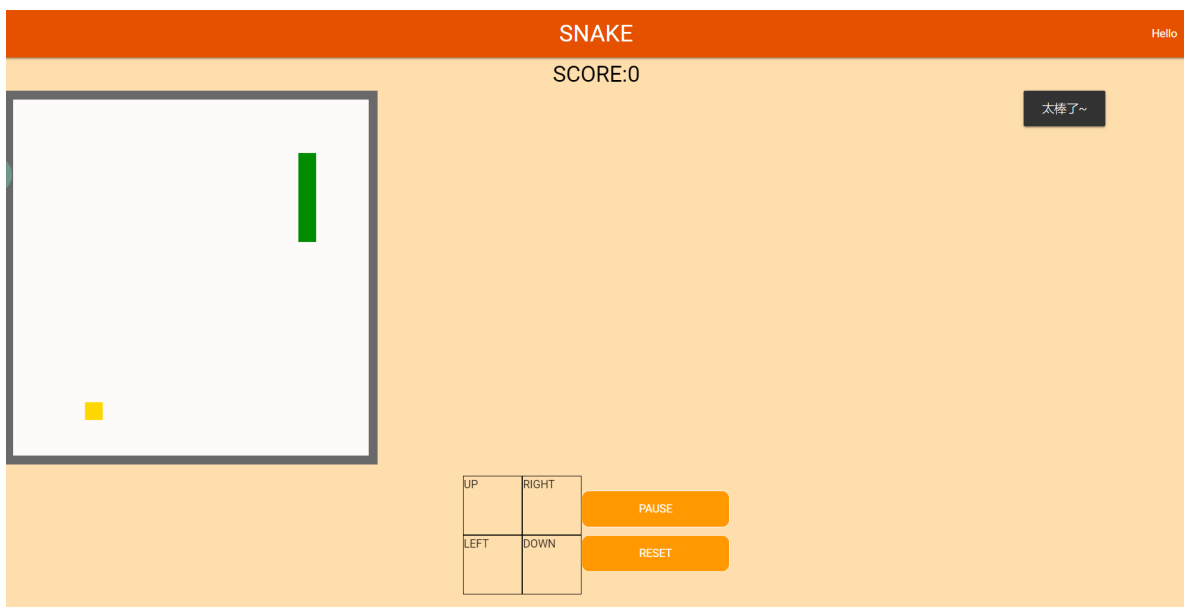 SNAKE
Hello
SCORE:0
太棒了~
UP
RIGHT
PAUSE
LEFT
DOWN
RESET